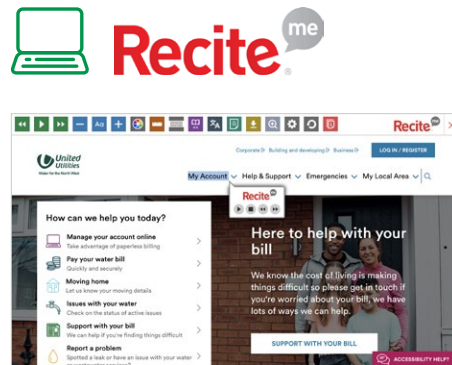 Recite me
Aa
Recite me
United
Utilities
Water for the North West
Corporate Building and developing Business LOG IN / REGISTER
My Account Help & Support Emergencies My Local Area
Recite me
How can we help you today?
Manage your account online
Take advantage of paperless billing
Pay your water bill
Quickly and securely
Moving home
Let us know your moving details
Issues with your water
Check on the status of active issues
Support with your bill
We can help if you're finding things difficult
Report a problem
Spotted a leak or have an issue with your water
or wastewater services?
Here to help with your
bill
We know the cost of living is making
things difficult so please get in touch if
you're worried about your bill, we have
lots of ways we can help.
SUPPORT WITH YOUR BILL
ACCESSIBILITY HELP?